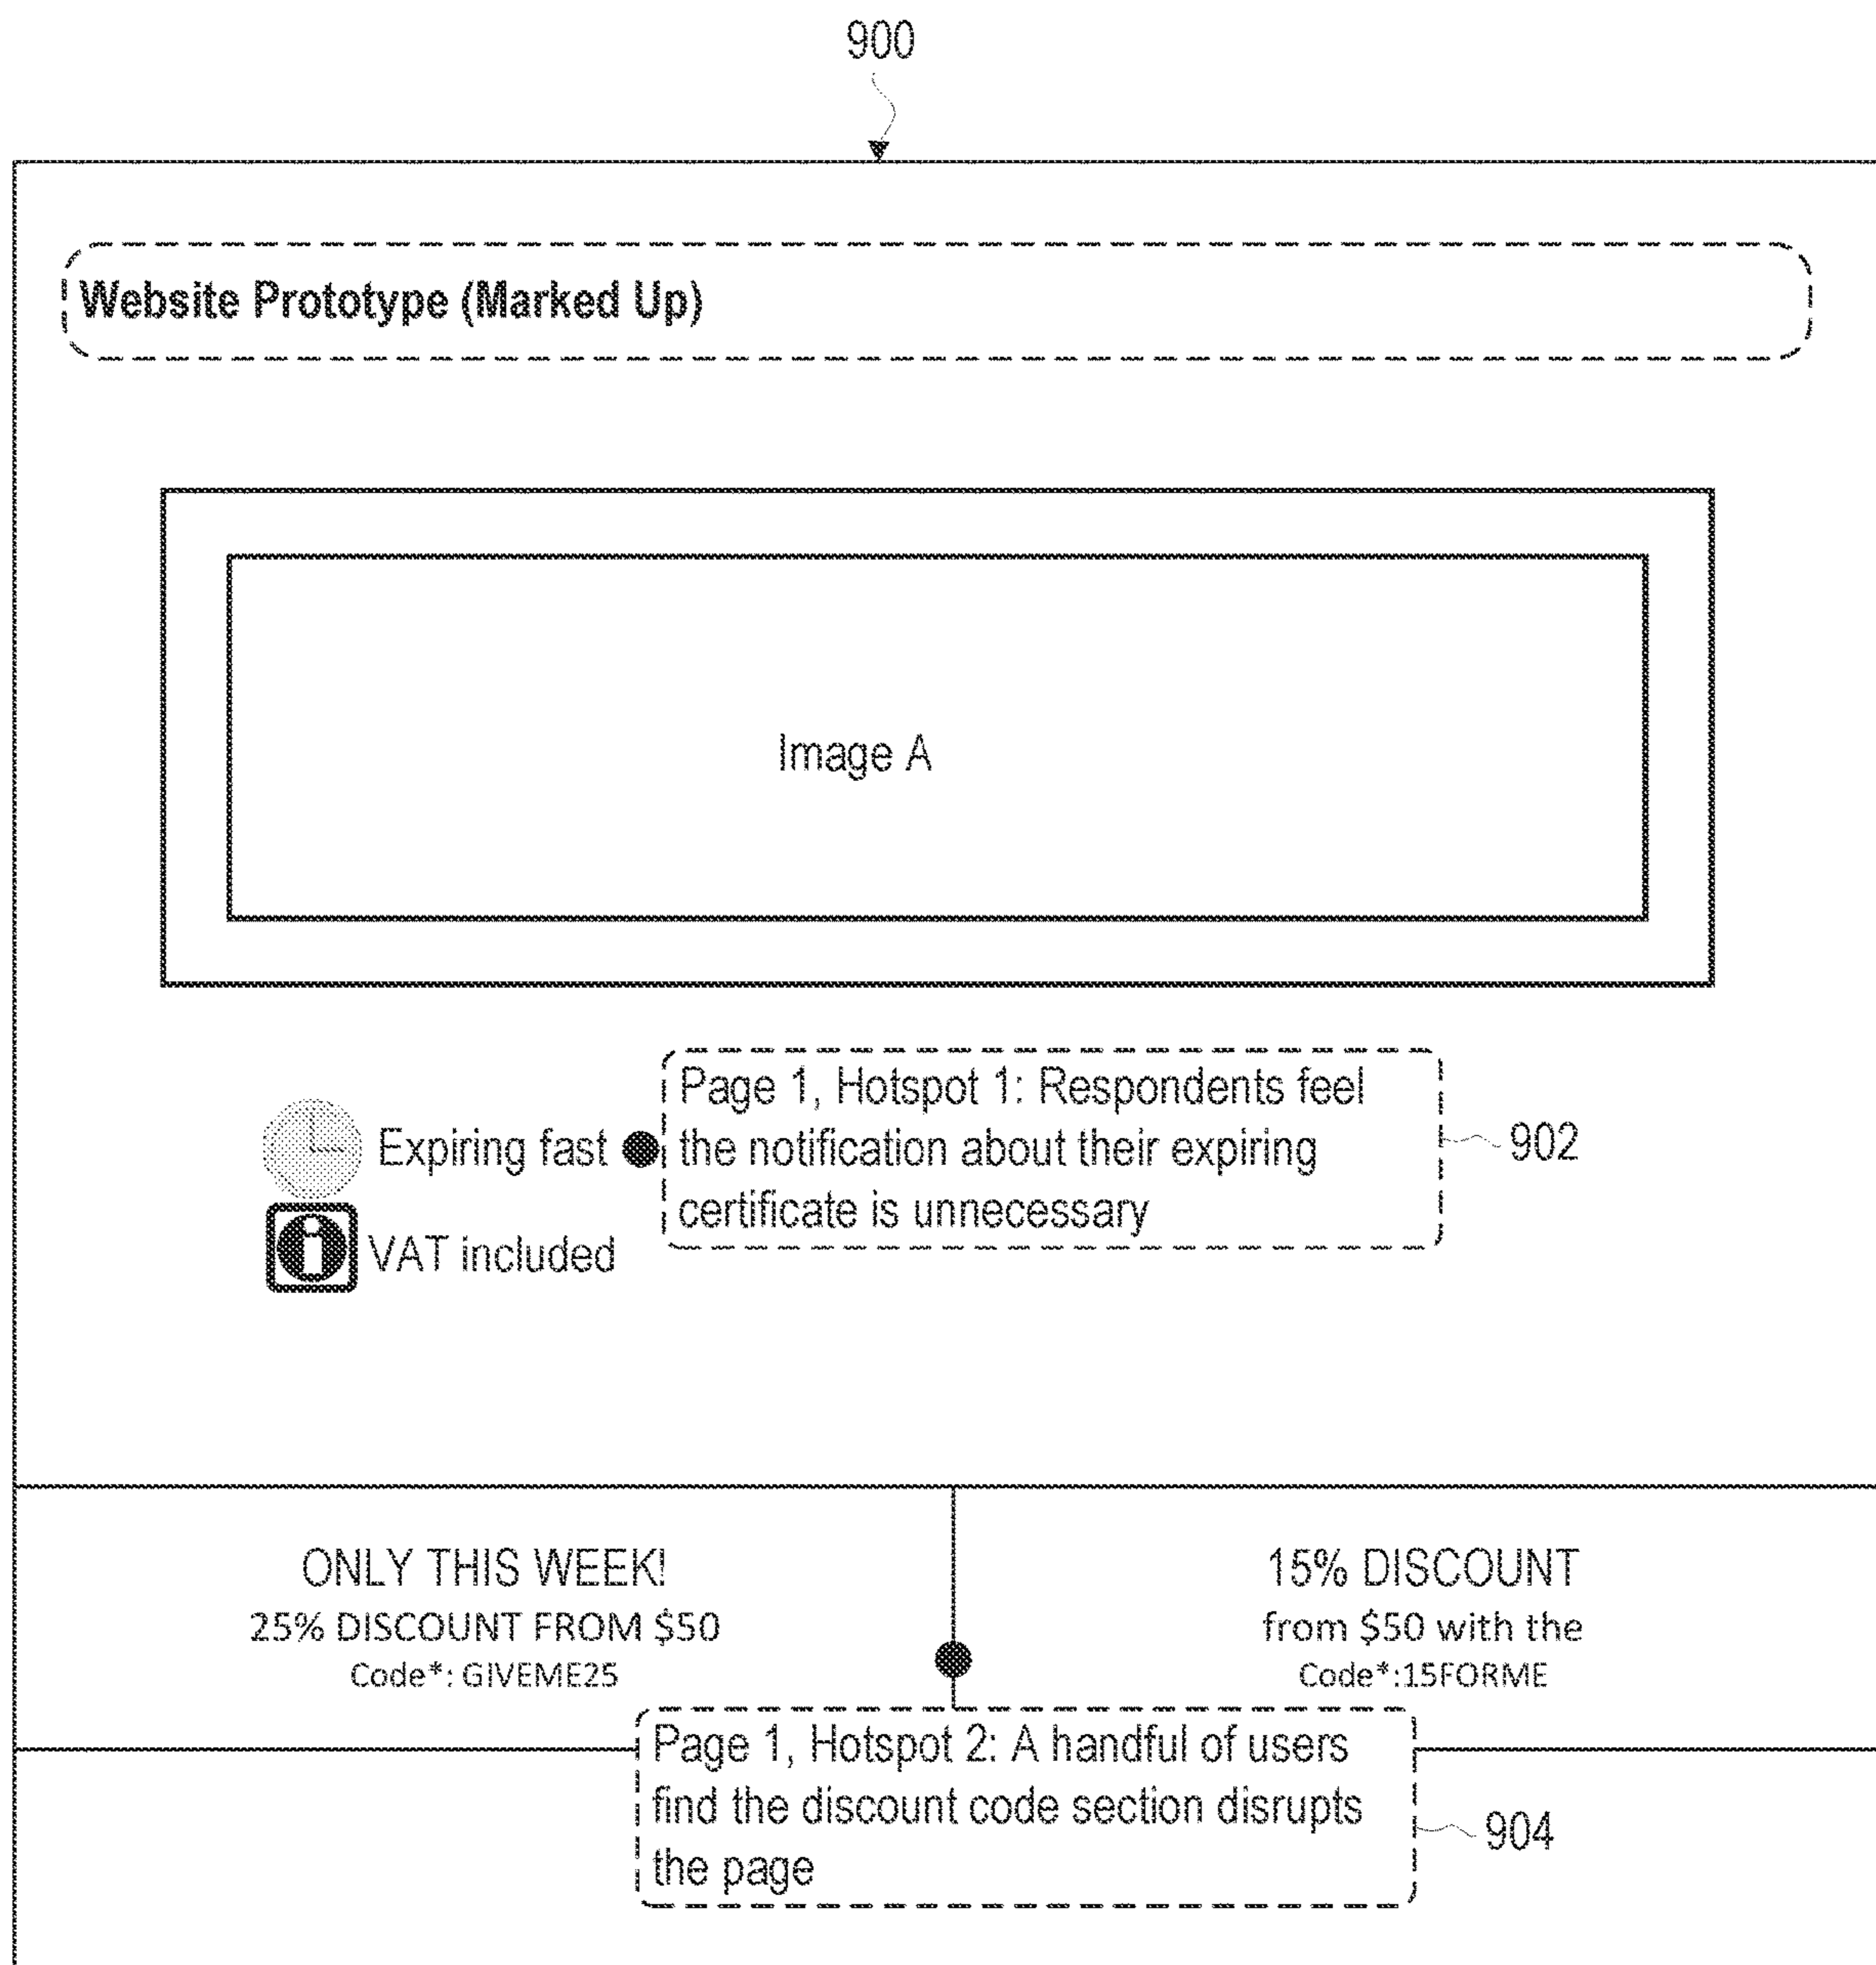 900
Website Prototype (Marked Up)
Image A
Expiring fast
Page 1, Hotspot 1: Respondents feel
the notification about their expiring
certificate is unnecessary
902
i
VAT included
ONLY THIS WEEK!
25% DISCOUNT FROM $50
Code*: GIVEME25
15% DISCOUNT
from $50 with the
Code*:15FORME
Page 1, Hotspot 2: A handful of users
find the discount code section disrupts
the page
904